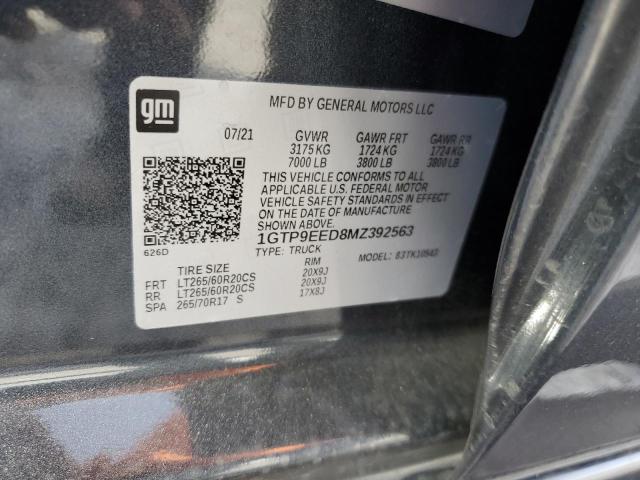 gm
MFD BY GENERAL MOTORS LLC
07/21 GVWR GAWR FRT GAWR RR
3175 KG 1724 KG 1724 KG
7000 LB 3800 LB 3800 LB
THIS VEHICLE CONFORMS TO ALL
APPLICABLE U.S. FEDERAL MOTOR
VEHICLE SAFETY STANDARDS IN EFFECT
ON THE DATE OF MANUFACTURE
SHOWN ABOVE.
1GTP9EED8MZ392563
626D TYPE: TRUCK MODEL: 83TK10543
TIRE SIZE RIM
FRT LT265/60R20CS 20X9J
RR LT265/60R20CS 20X9J
SPA 265/70R17 S 17X8J